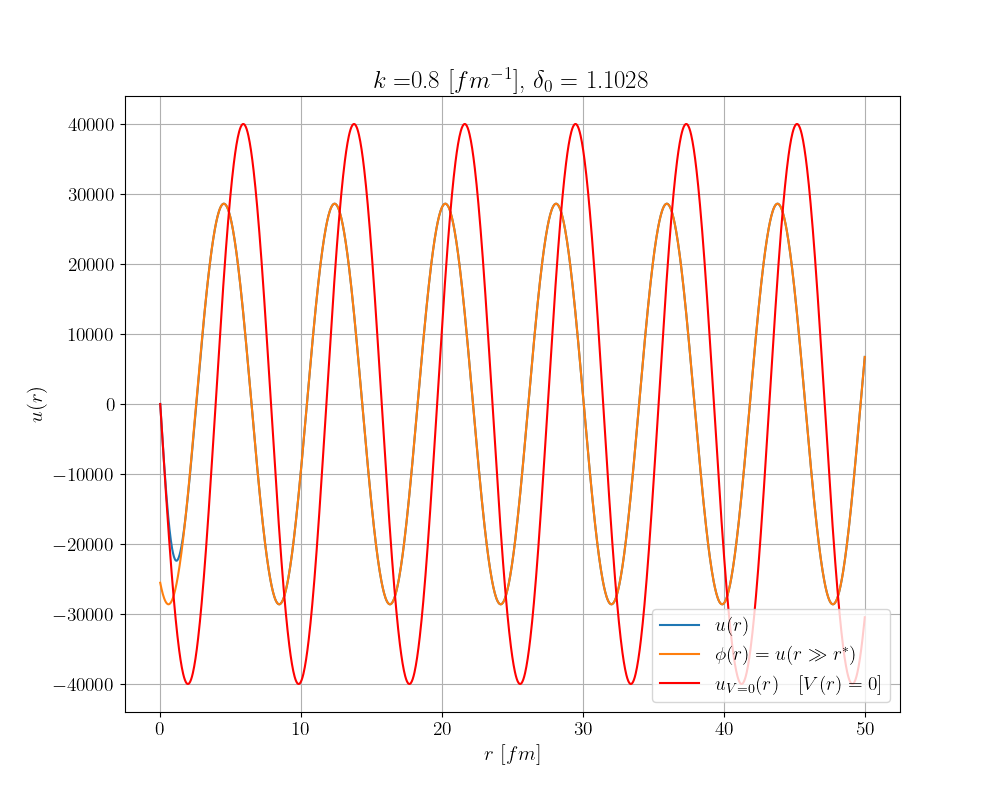 k =0.8 [fm⁻¹], δ₀ = 1.1028
40000
30000
20000
10000
0
−10000
−20000
−30000
−40000
u(r)
u(r)
ϕ(r) = u(r ≫ r*)
u_{V=0}(r) [V(r) = 0]
0 10 20 30 40 50
r [fm]